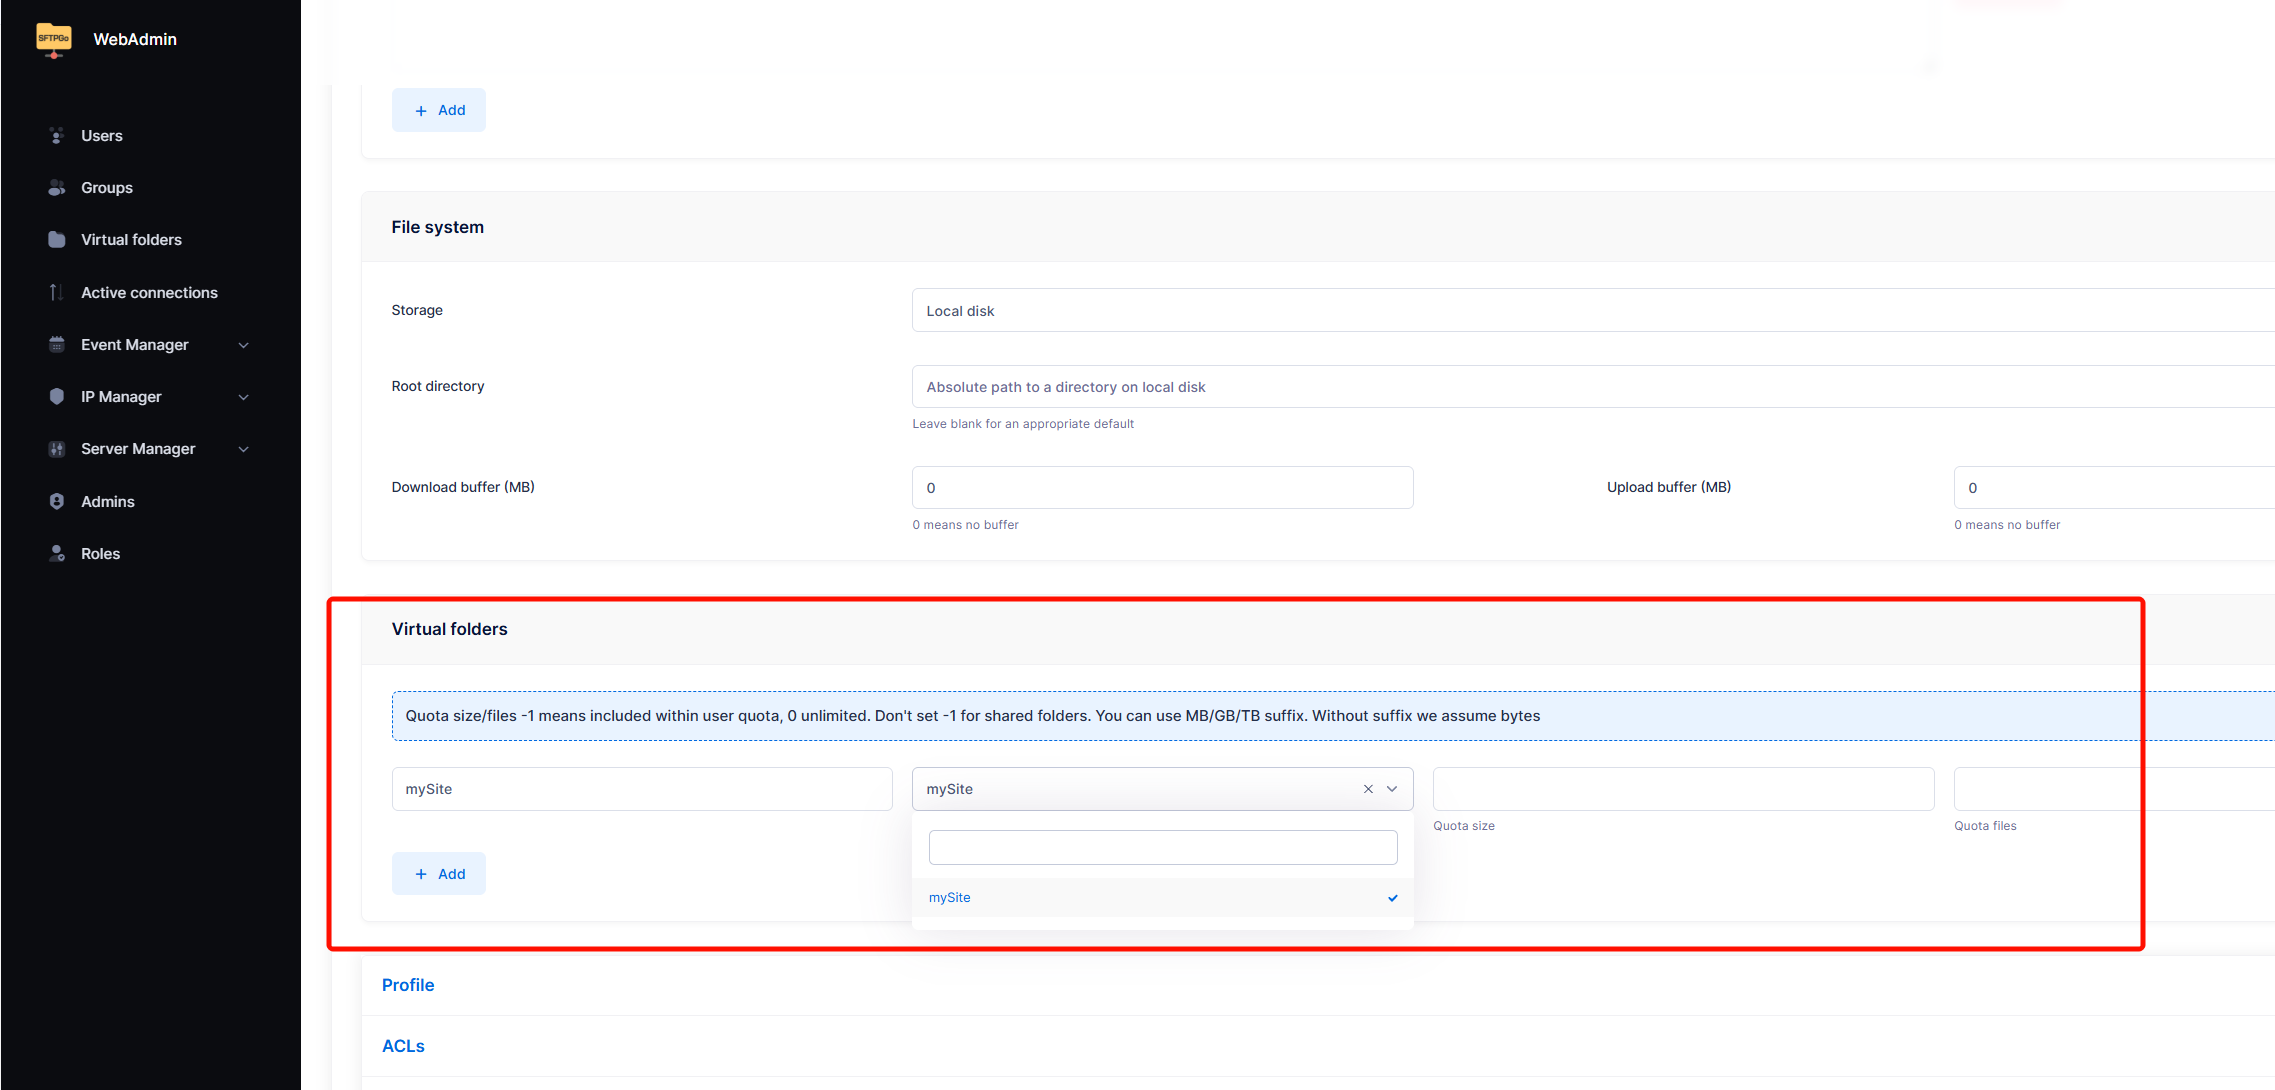 SFTPGo
WebAdmin
Users
Groups
Virtual folders
Active connections
Event Manager
IP Manager
Server Manager
Admins
Roles
+ Add
File system
Storage
Local disk
Root directory
Absolute path to a directory on local disk
Leave blank for an appropriate default
Download buffer (MB)
0
0 means no buffer
Upload buffer (MB)
0
0 means no buffer
Virtual folders
Quota size/files -1 means included within user quota, 0 unlimited. Don't set -1 for shared folders. You can use MB/GB/TB suffix. Without suffix we assume bytes
mySite
mySite
Quota size
Quota files
mySite
+ Add
Profile
ACLs